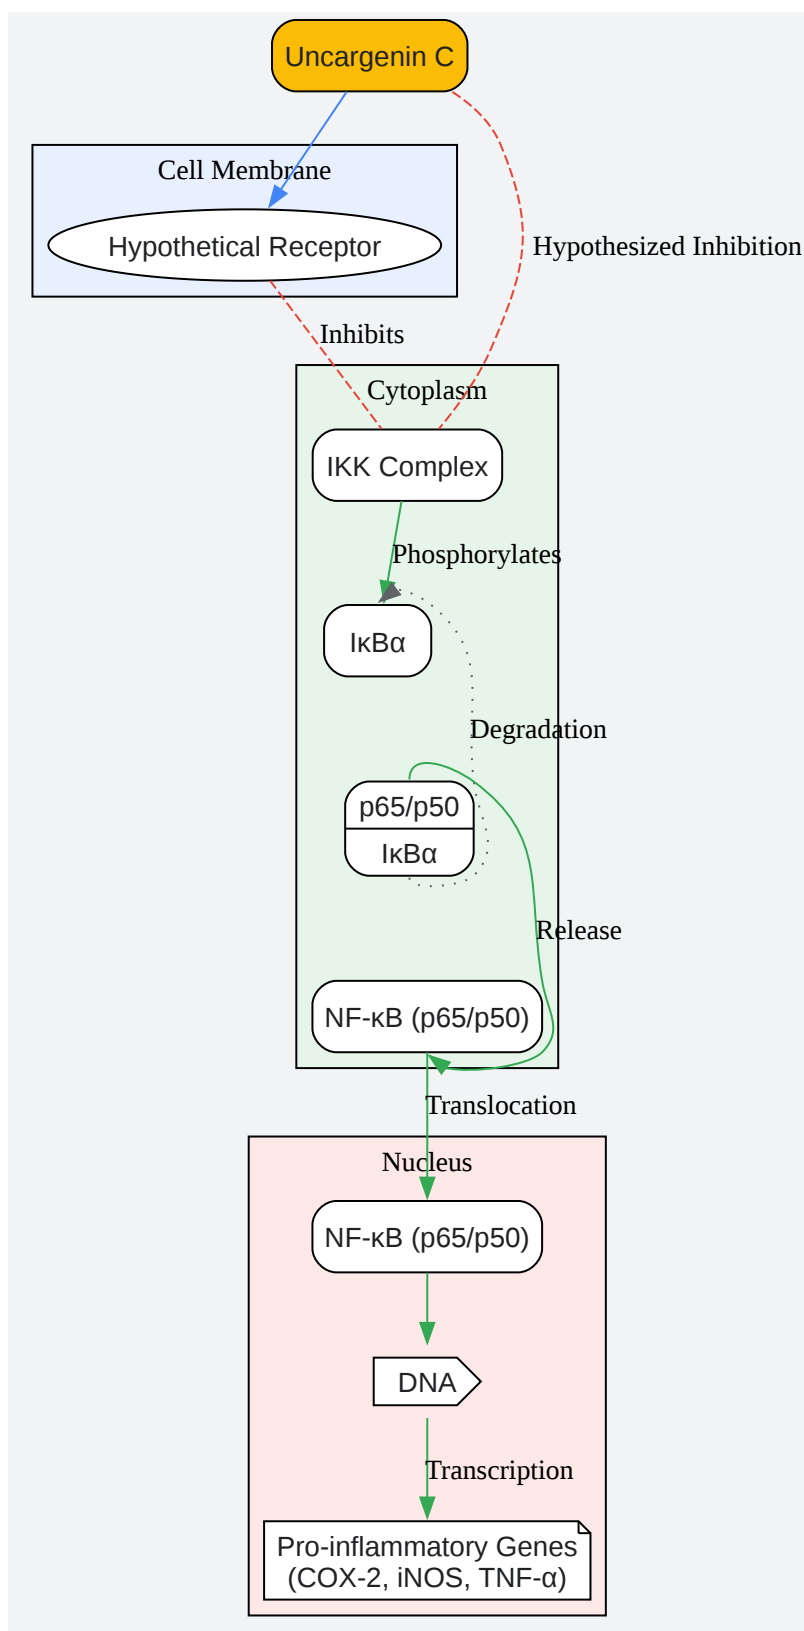 Uncargenin C
Cell Membrane
Hypothetical Receptor
Hypothesized Inhibition
Inhibits
Cytoplasm
IKK Complex
Phosphorylates
IκBα
Degradation
p65/p50
IκBα
Release
NF-κB (p65/p50)
Translocation
Nucleus
NF-κB (p65/p50)
DNA
Transcription
Pro-inflammatory Genes
(COX-2, iNOS, TNF-α)